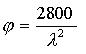 φ = 2800 / λ²